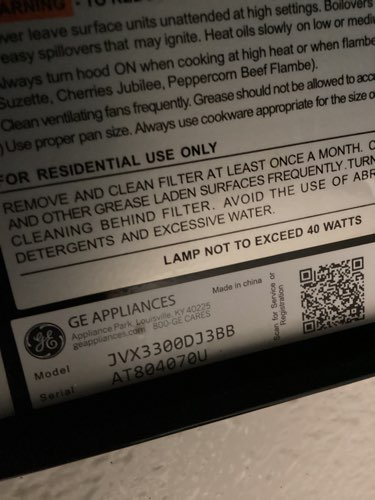 ARNING - TO RE
ver leave surface units unattended at high settings. Boilovers
easy spillovers that may ignite. Heat oils slowly on low or medi
ways turn hood ON when cooking at high heat or when flambe
Suzette, Cherries Jubilee, Peppercorn Beef Flambe).
Clean ventilating fans frequently. Grease should not be allowed to acc
) Use proper pan size. Always use cookware appropriate for the size o
FOR RESIDENTIAL USE ONLY
REMOVE AND CLEAN FILTER AT LEAST ONCE A MONTH. C
AND OTHER GREASE LADEN SURFACES FREQUENTLY. TURN
CLEANING BEHIND FILTER. AVOID THE USE OF ABR
DETERGENTS AND EXCESSIVE WATER.
LAMP NOT TO EXCEED 40 WATTS
GE APPLIANCES
Made in china
Appliance Park, Louisville, KY 40225
geappliances.com 800-GE CARES
Model JVX3300DJ3BB
Serial AT804070U
Scan for Service or
Registration